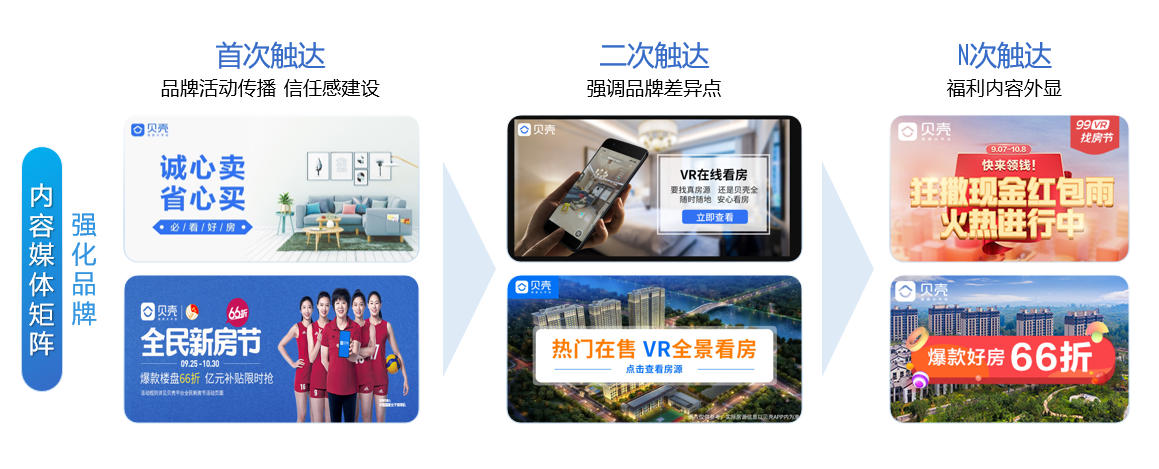 首次触达
品牌活动传播 信任感建设
二次触达
强调品牌差异点
N次触达
福利内容外显
内容媒体矩阵
强化品牌
贝壳
诚心卖
省心买
必/看/好/房
贝壳
66折
全民新房节
09.25 -10.30
爆款楼盘66折 亿元补贴限时抢
贝壳
VR在线看房
要找真房源 还是贝壳全
随时随地 安心看房
立即查看
贝壳
热门在售 VR全景看房
点击查看房源
贝壳
99 VR
找房节
9.07-10.8
快来领钱!
狂撒现金红包雨
火热进行中
贝壳
爆款好房 66折